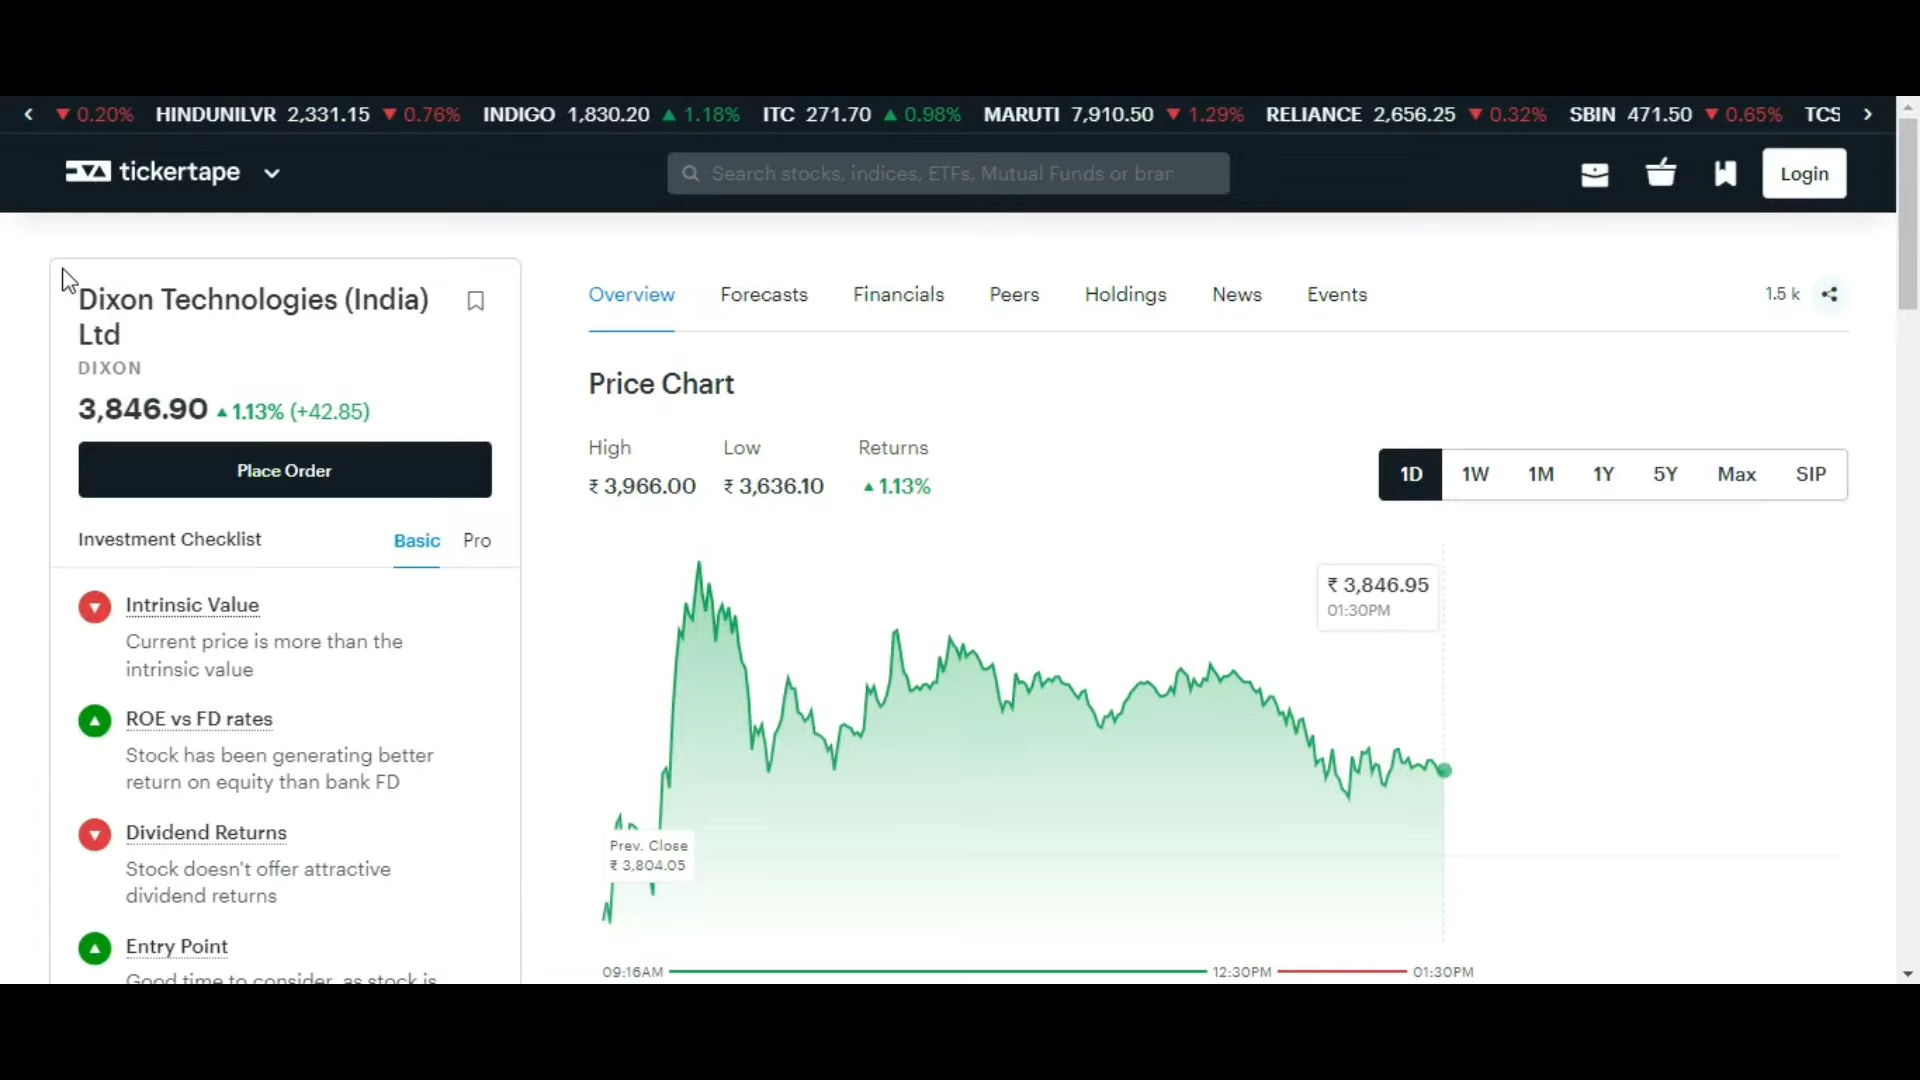 0.20% HINDUNILVR 2,331.15 0.76% INDIGO 1,830.20 1.18% ITC 271.70 0.98% MARUTI 7,910.50 1.29% RELIANCE 2,656.25 0.32% SBIN 471.50 0.65% TCS
tickertape
Search stocks, indices, ETFs, Mutual Funds or bran
Login
Dixon Technologies (India)
Ltd
DIXON
3,846.90 1.13% (+42.85)
Place Order
Investment Checklist Basic Pro
Intrinsic Value
Current price is more than the
intrinsic value
ROE vs FD rates
Stock has been generating better
return on equity than bank FD
Dividend Returns
Stock doesn't offer attractive
dividend returns
Entry Point
Good time to consider, as stock is
Overview Forecasts Financials Peers Holdings News Events 1.5 k
Price Chart
High Low Returns
₹ 3,966.00 ₹ 3,636.10 1.13%
1D 1W 1M 1Y 5Y Max SIP
₹ 3,846.95
01:30PM
Prev. Close
₹ 3,804.05
09:16AM 12:30PM 01:30PM